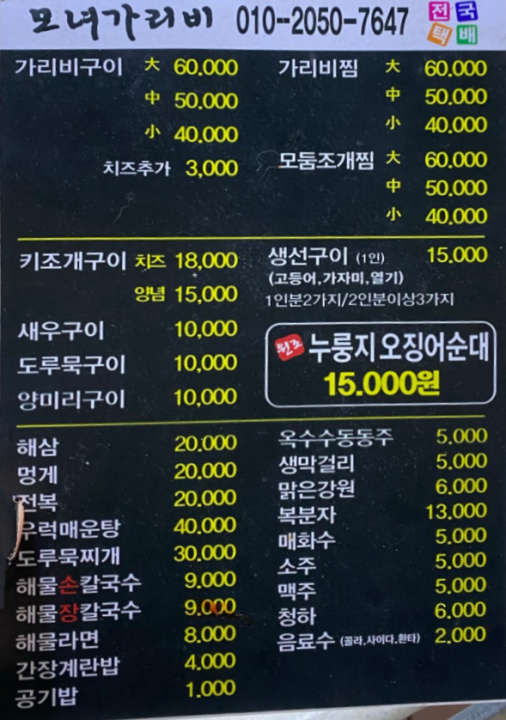 모녀가리비 010-2050-7647 전국택배
가리비구이 大 60.000
中 50.000
小 40.000
치즈추가 3,000
가리비찜 大 60.000
中 50.000
小 40.000
모둠조개찜 大 60.000
中 50.000
小 40.000
키조개구이 치즈 18,000
양념 15,000
새우구이 10,000
도루묵구이 10,000
양미리구이 10,000
생선구이 (1인) 15.000
(고등어,가자미,열기)
1인분2가지/2인분이상3가지
원조 누룽지오징어순대
15.000원
해삼 20.000
멍게 20.000
전복 20.000
우럭매운탕 40.000
도루묵찌개 30.000
해물손칼국수 9.000
해물장칼국수 9.000
해물라면 8.000
간장계란밥 4.000
공기밥 1.000
옥수수동동주 5.000
생막걸리 5.000
맑은강원 6.000
복분자 13.000
매화수 5.000
소주 5.000
맥주 5.000
청하 6.000
음료수 (콜라,사이다,환타) 2.000